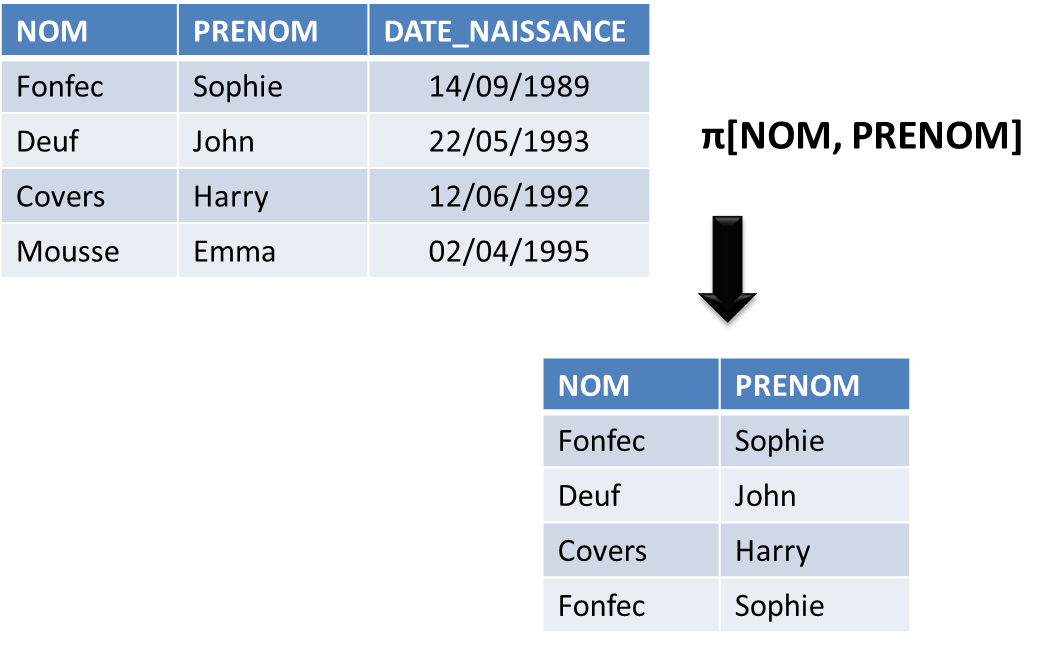 NOM PRENOM DATE_NAISSANCE
Fonfec Sophie 14/09/1989
Deuf John 22/05/1993
Covers Harry 12/06/1992
Mousse Emma 02/04/1995
π[NOM, PRENOM]
NOM PRENOM
Fonfec Sophie
Deuf John
Covers Harry
Fonfec Sophie